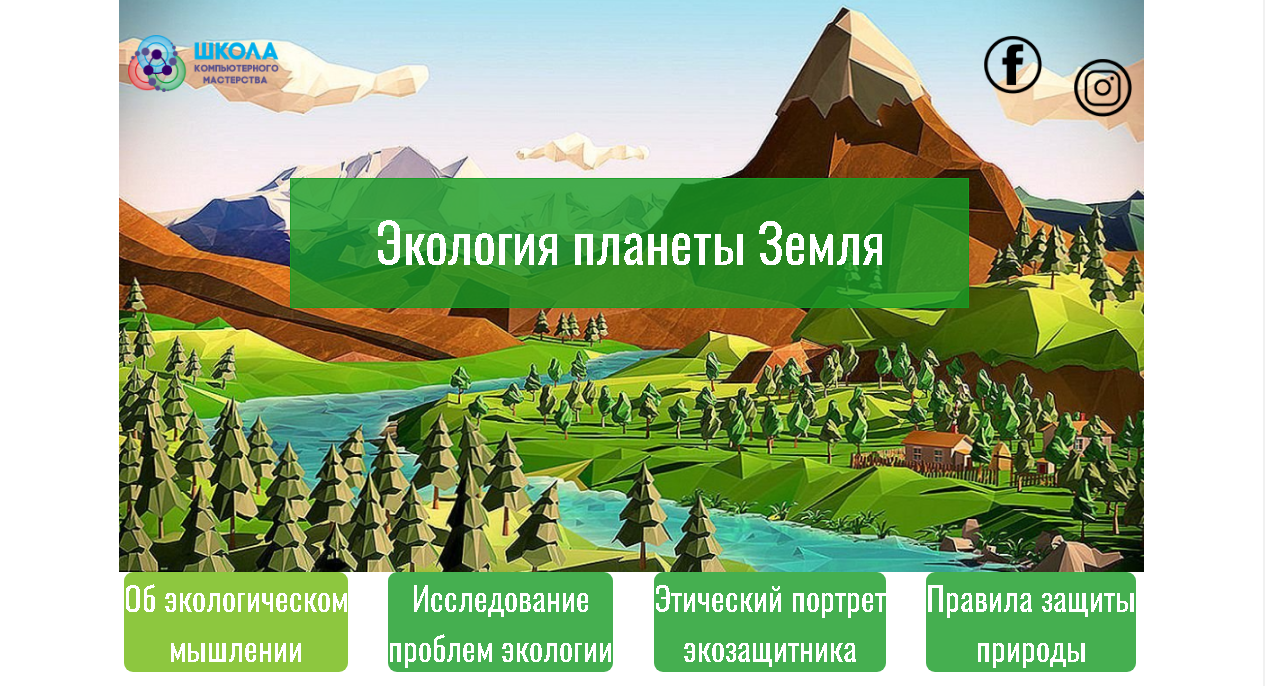 ШКОЛА
КОМПЬЮТЕРНОГО
МАСТЕРСТВА
Экология планеты Земля
Об экологическом
мышлении
Исследование
проблем экологии
Этический портрет
экозащитника
Правила защиты
природы